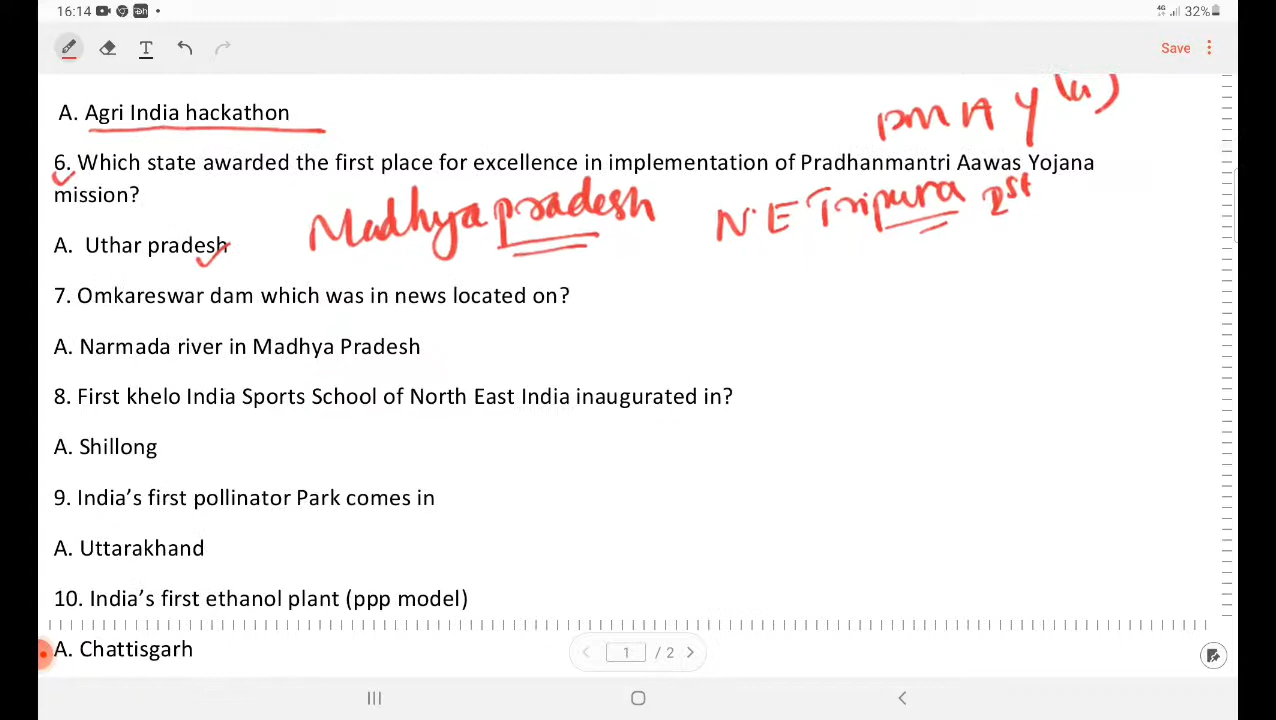 16:14
4G 32%
Save
A. Agri India hackathon
PMAY(u)
6. Which state awarded the first place for excellence in implementation of Pradhanmantri Aawas Yojana
mission?
Madhya pradesh N.E Tripura 1st
A. Uthar pradesh
7. Omkareswar dam which was in news located on?
A. Narmada river in Madhya Pradesh
8. First khelo India Sports School of North East India inaugurated in?
A. Shillong
9. India's first pollinator Park comes in
A. Uttarakhand
10. India's first ethanol plant (ppp model)
A. Chattisgarh
1 / 2